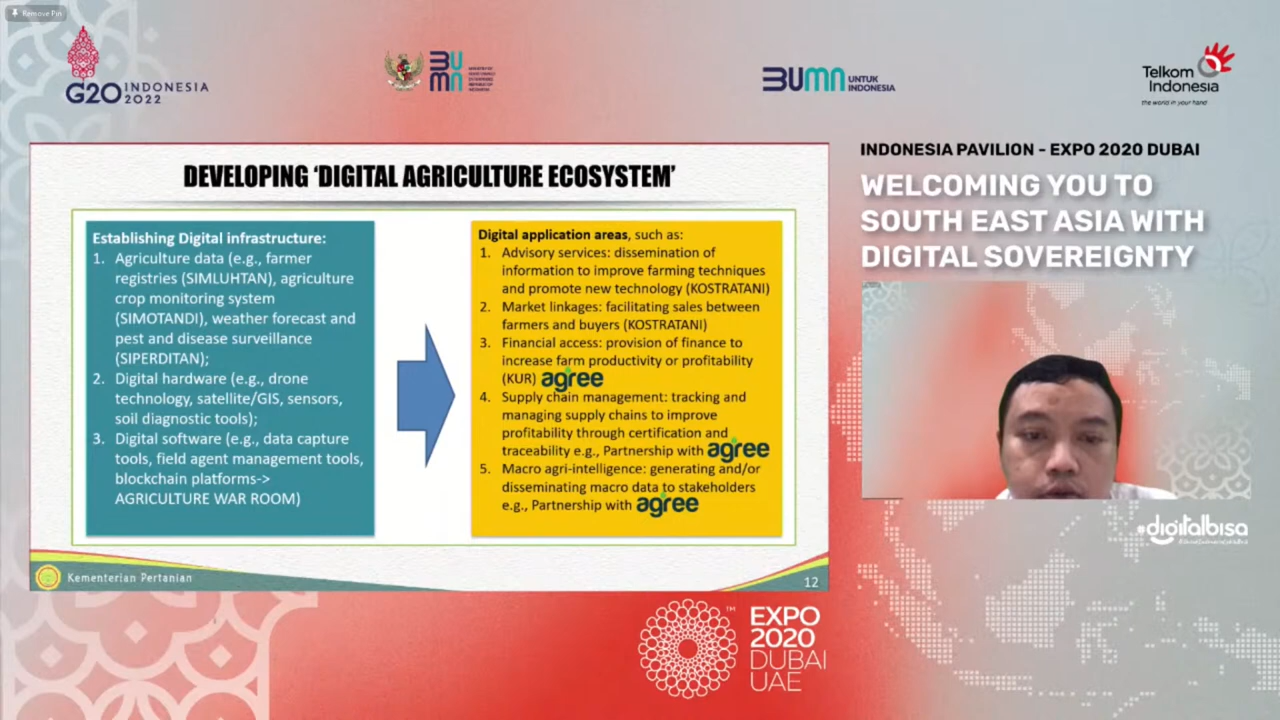 Remove Pin
G20 INDONESIA
2022
BUMN
BUMN UNTUK
INDONESIA
Telkom
Indonesia
the world in your hand
INDONESIA PAVILION - EXPO 2020 DUBAI
WELCOMING YOU TO
SOUTH EAST ASIA WITH
DIGITAL SOVEREIGNTY
DEVELOPING ‘DIGITAL AGRICULTURE ECOSYSTEM’
Establishing Digital infrastructure:
1. Agriculture data (e.g., farmer
registries (SIMLUHTAN), agriculture
crop monitoring system
(SIMOTANDI), weather forecast and
pest and disease surveillance
(SIPERDITAN);
2. Digital hardware (e.g., drone
technology, satellite/GIS, sensors,
soil diagnostic tools);
3. Digital software (e.g., data capture
tools, field agent management tools,
blockchain platforms->
AGRICULTURE WAR ROOM)
Digital application areas, such as:
1. Advisory services: dissemination of
information to improve farming techniques
and promote new technology (KOSTRATANI)
2. Market linkages: facilitating sales between
farmers and buyers (KOSTRATANI)
3. Financial access: provision of finance to
increase farm productivity or profitability
(KUR) agree
4. Supply chain management: tracking and
managing supply chains to improve
profitability through certification and
traceability e.g., Partnership with agree
5. Macro agri-intelligence: generating and/or
disseminating macro data to stakeholders
e.g., Partnership with agree
Kementerian Pertanian
12
#digitalbisa
EXPO
2020
DUBAI
UAE
TM